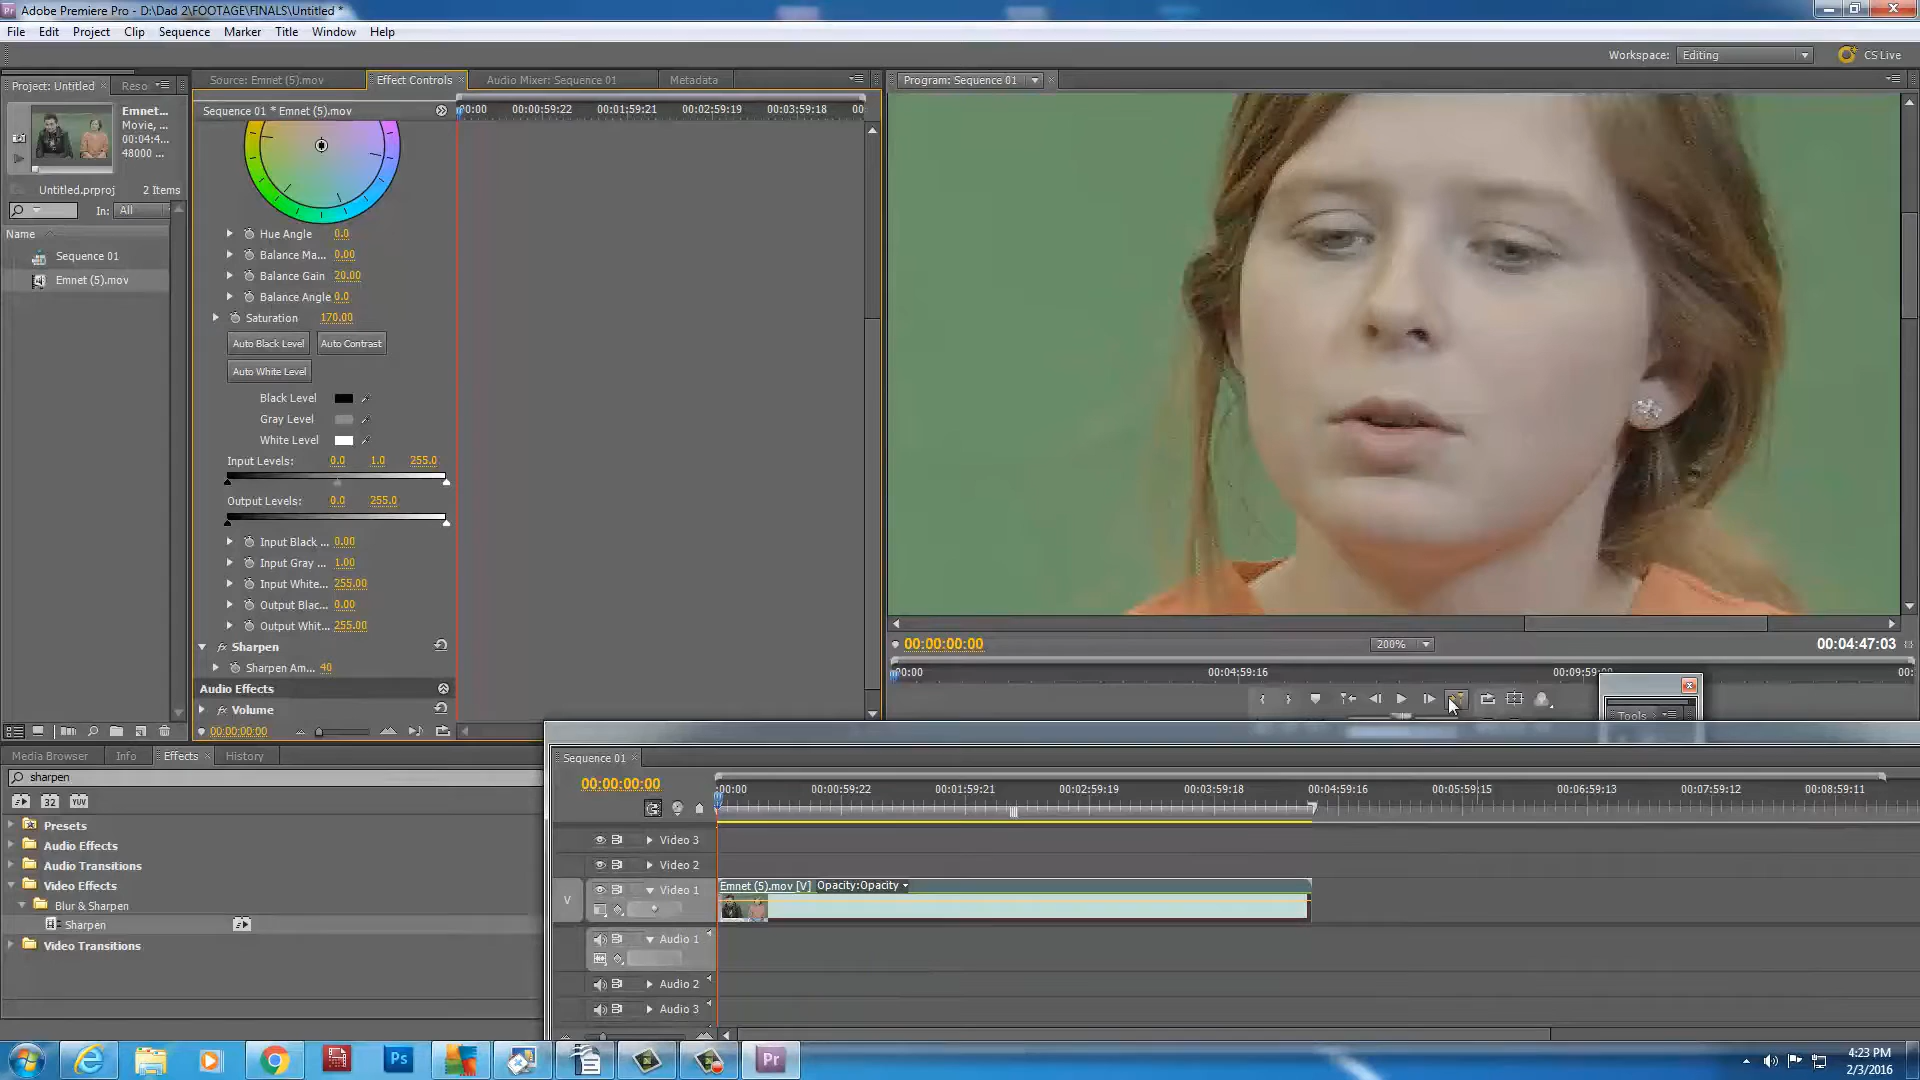 Adobe Premiere Pro - D:\Dad 2\FOOTAGE\FINALS\Untitled *
File Edit Project Clip Sequence Marker Title Window Help
Workspace: Editing CS Live
Project: Untitled Reso
Source: Emnet (5).mov Effect Controls Audio Mixer: Sequence 01 Metadata
Program: Sequence 01
Emnet...
Movie, ...
00:04:4...
48000 ...
Untitled.prproj 2 Items
In: All
Name
Sequence 01
Emnet (5).mov
Sequence 01 * Emnet (5).mov
00:00 00:00:59:22 00:01:59:21 00:02:59:19 00:03:59:18 00
Hue Angle 0.0
Balance Ma... 0.00
Balance Gain 20.00
Balance Angle 0.0
Saturation 170.00
Auto Black Level Auto Contrast
Auto White Level
Black Level
Gray Level
White Level
Input Levels: 0.0 1.0 255.0
Output Levels: 0.0 255.0
Input Black ... 0.00
Input Gray ... 1.00
Input White... 255.00
Output Blac... 0.00
Output Whit... 255.00
fx Sharpen
Sharpen Am... 40
Audio Effects
fx Volume
00:00:00:00
00:00:00:00 200% 00:04:47:03
00:00 00:04:59:16 00:09:59: 00:
Tools
Media Browser Info Effects History
sharpen
32 YUV
Presets
Audio Effects
Audio Transitions
Video Effects
Blur & Sharpen
Sharpen
Video Transitions
Sequence 01
00:00:00:00
:00:00 00:00:59:22 00:01:59:21 00:02:59:19 00:03:59:18 00:04:59:16 00:05:59:15 00:06:59:13 00:07:59:12 00:08:59:11
Video 3
Video 2
V Video 1
Emnet (5).mov [V] Opacity:Opacity
Audio 1
Audio 2
Audio 3
Ps Pr
4:23 PM
2/3/2016